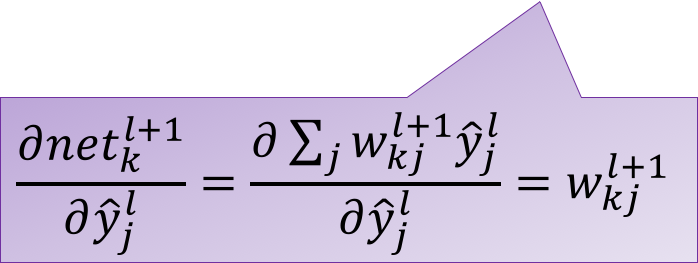 ∂net_k^{l+1} / ∂ŷ_j^l = ∂ ∑_j w_{kj}^{l+1} ŷ_j^l / ∂ŷ_j^l = w_{kj}^{l+1}